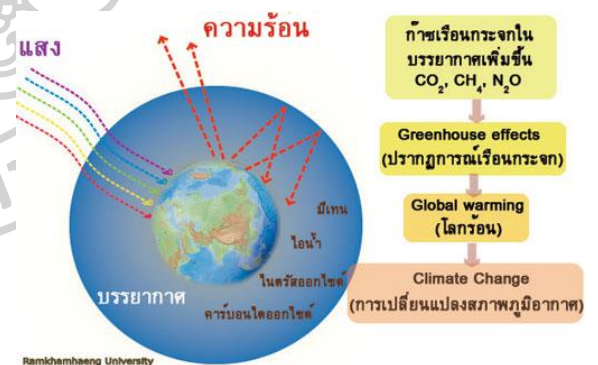 แสง
ความร้อน
มีเทน
ไอน้ำ
ไนตรัสออกไซด์
คาร์บอนไดออกไซด์
บรรยากาศ
Ramkhamhaeng University
ก๊าซเรือนกระจกใน
บรรยากาศเพิ่มขึ้น
CO₂, CH₄, N₂O
Greenhouse effects
(ปรากฏการณ์เรือนกระจก)
Global warming
(โลกร้อน)
Climate Change
(การเปลี่ยนแปลงสภาพภูมิอากาศ)